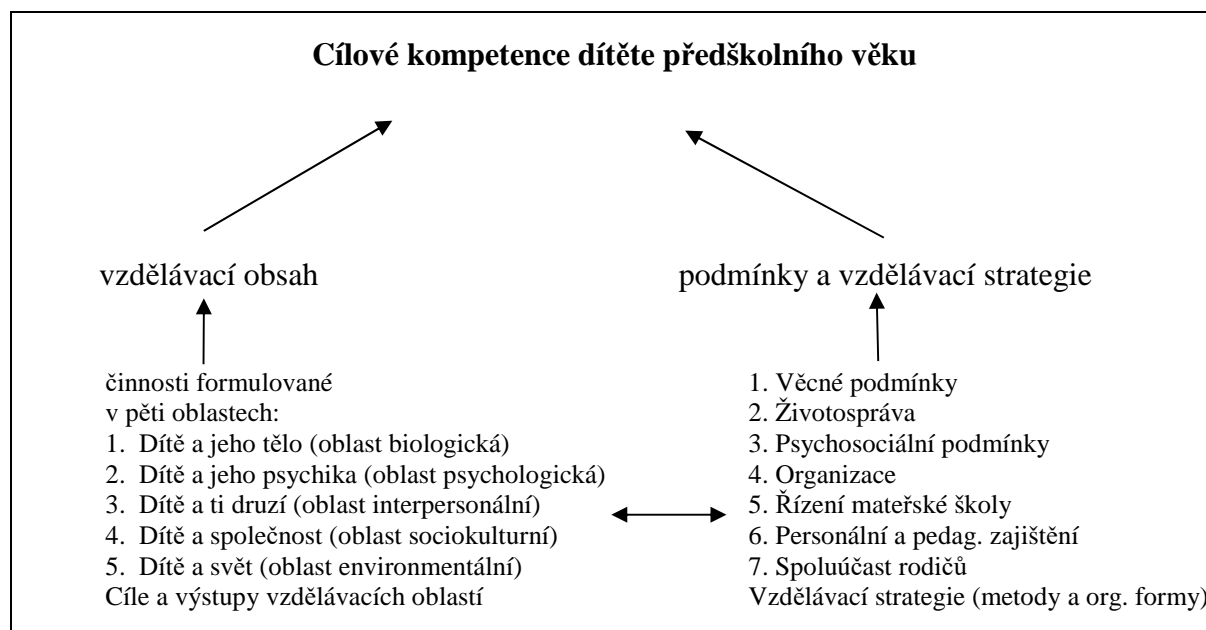 Cílové kompetence dítěte předškolního věku
vzdělávací obsah
podmínky a vzdělávací strategie
činnosti formulované
v pěti oblastech:
1. Dítě a jeho tělo (oblast biologická)
2. Dítě a jeho psychika (oblast psychologická)
3. Dítě a ti druzí (oblast interpersonální)
4. Dítě a společnost (oblast sociokulturní)
5. Dítě a svět (oblast environmentální)
Cíle a výstupy vzdělávacích oblastí
1. Věcné podmínky
2. Životospráva
3. Psychosociální podmínky
4. Organizace
5. Řízení mateřské školy
6. Personální a pedag. zajištění
7. Spoluúčast rodičů
Vzdělávací strategie (metody a org. formy)